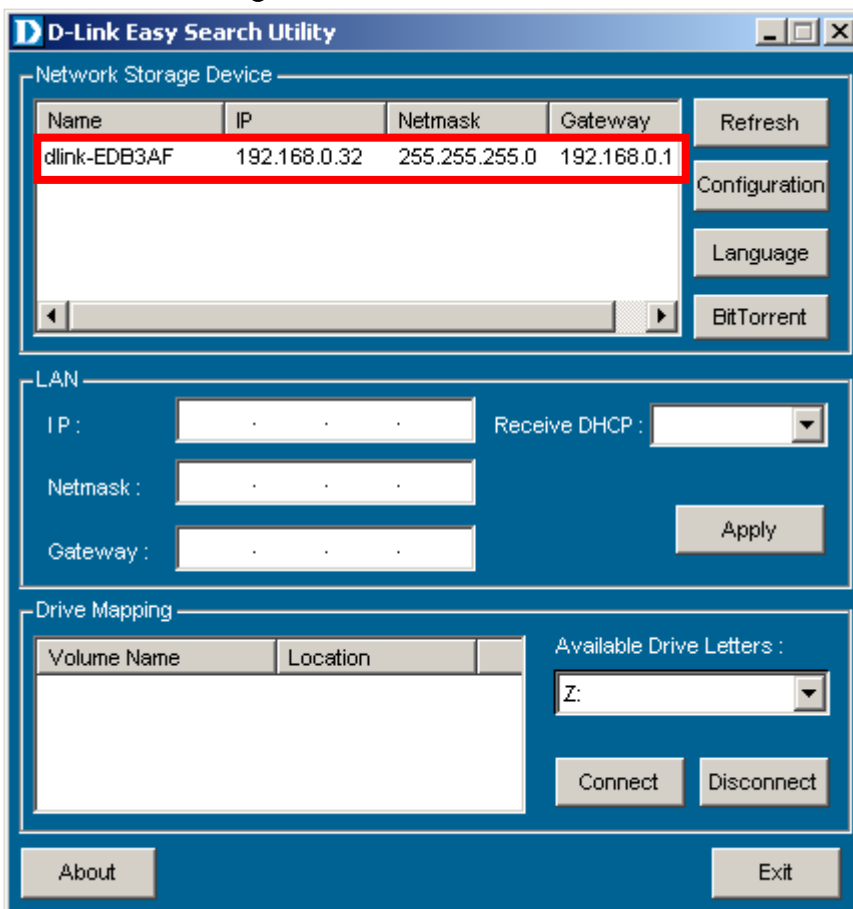 D-Link Easy Search Utility
Network Storage Device
Name IP Netmask Gateway
dlink-EDB3AF 192.168.0.32 255.255.255.0 192.168.0.1
Refresh
Configuration
Language
BitTorrent
LAN
IP : . . . Receive DHCP :
Netmask : . . .
Gateway : . . .
Apply
Drive Mapping
Volume Name Location
Available Drive Letters :
Z:
Connect Disconnect
About Exit